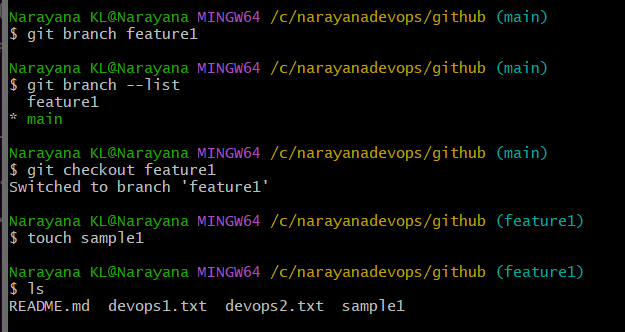 Narayana KL@Narayana MINGW64 /c/narayanadevops/github (main)
$ git branch feature1
Narayana KL@Narayana MINGW64 /c/narayanadevops/github (main)
$ git branch --list
  feature1
* main
Narayana KL@Narayana MINGW64 /c/narayanadevops/github (main)
$ git checkout feature1
Switched to branch 'feature1'
Narayana KL@Narayana MINGW64 /c/narayanadevops/github (feature1)
$ touch sample1
Narayana KL@Narayana MINGW64 /c/narayanadevops/github (feature1)
$ ls
README.md  devops1.txt  devops2.txt  sample1